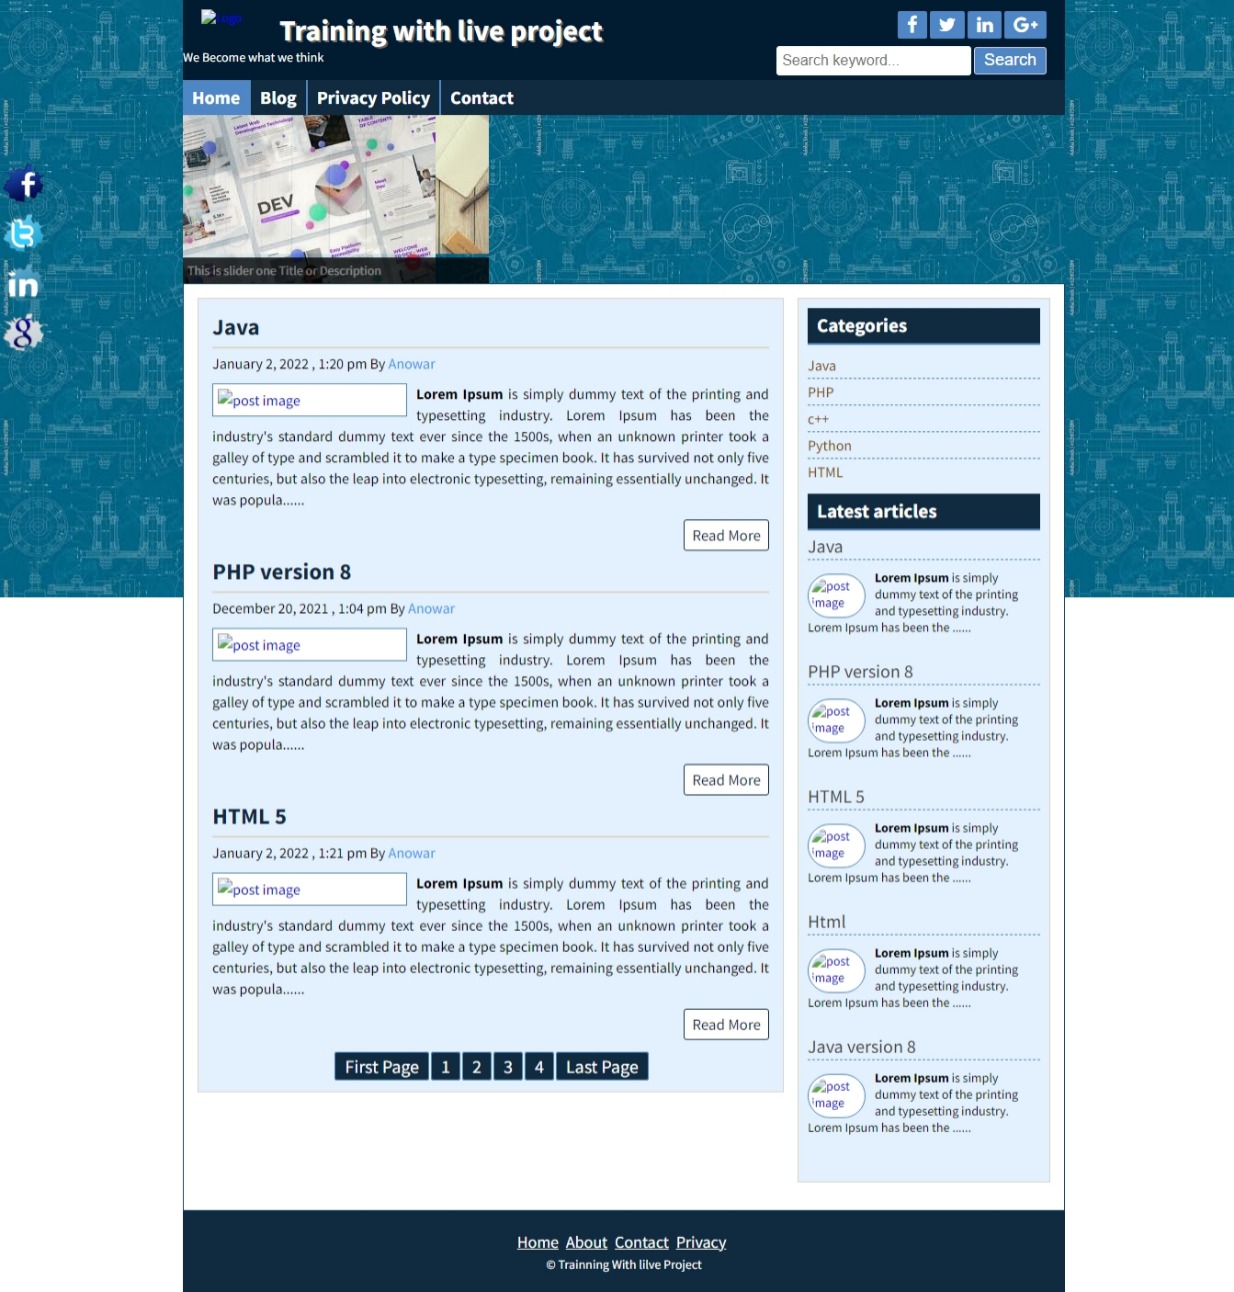 Logo
Training with lilve project
We Become what we think
Search
Home Blog Privacy Policy Contact
Search keyword...
DEV
This is slider one Title or Description
Java
January 2, 2022 , 1:20 pm By Anowar
post image
Lorem Ipsum is simply dummy text of the printing and
typesetting industry. Lorem Ipsum has been the
industry's standard dummy text ever since the 1500s, when an unknown printer took a
galley of type and scrambled it to make a type specimen book. It has survived not only five
centuries, but also the leap into electronic typesetting, remaining essentially unchanged. It
was popula......
Read More
PHP version 8
December 20, 2021 , 1:04 pm By Anowar
post image
Lorem Ipsum is simply dummy text of the printing and
typesetting industry. Lorem Ipsum has been the
industry's standard dummy text ever since the 1500s, when an unknown printer took a
galley of type and scrambled it to make a type specimen book. It has survived not only five
centuries, but also the leap into electronic typesetting, remaining essentially unchanged. It
was popula......
Read More
HTML 5
January 2, 2022 , 1:21 pm By Anowar
post image
Lorem Ipsum is simply dummy text of the printing and
typesetting industry. Lorem Ipsum has been the
industry's standard dummy text ever since the 1500s, when an unknown printer took a
galley of type and scrambled it to make a type specimen book. It has survived not only five
centuries, but also the leap into electronic typesetting, remaining essentially unchanged. It
was popula......
Read More
First Page 1 2 3 4 Last Page
Categories
Java
PHP
c++
Python
HTML
Latest articles
Java
post
image
Lorem Ipsum is simply
dummy text of the printing
and typesetting industry.
Lorem Ipsum has been the ......
PHP version 8
post
image
Lorem Ipsum is simply
dummy text of the printing
and typesetting industry.
Lorem Ipsum has been the ......
HTML 5
post
image
Lorem Ipsum is simply
dummy text of the printing
and typesetting industry.
Lorem Ipsum has been the ......
Html
post
image
Lorem Ipsum is simply
dummy text of the printing
and typesetting industry.
Lorem Ipsum has been the ......
Java version 8
post
image
Lorem Ipsum is simply
dummy text of the printing
and typesetting industry.
Lorem Ipsum has been the ......
Home About Contact Privacy
© Trainning With lilve Project